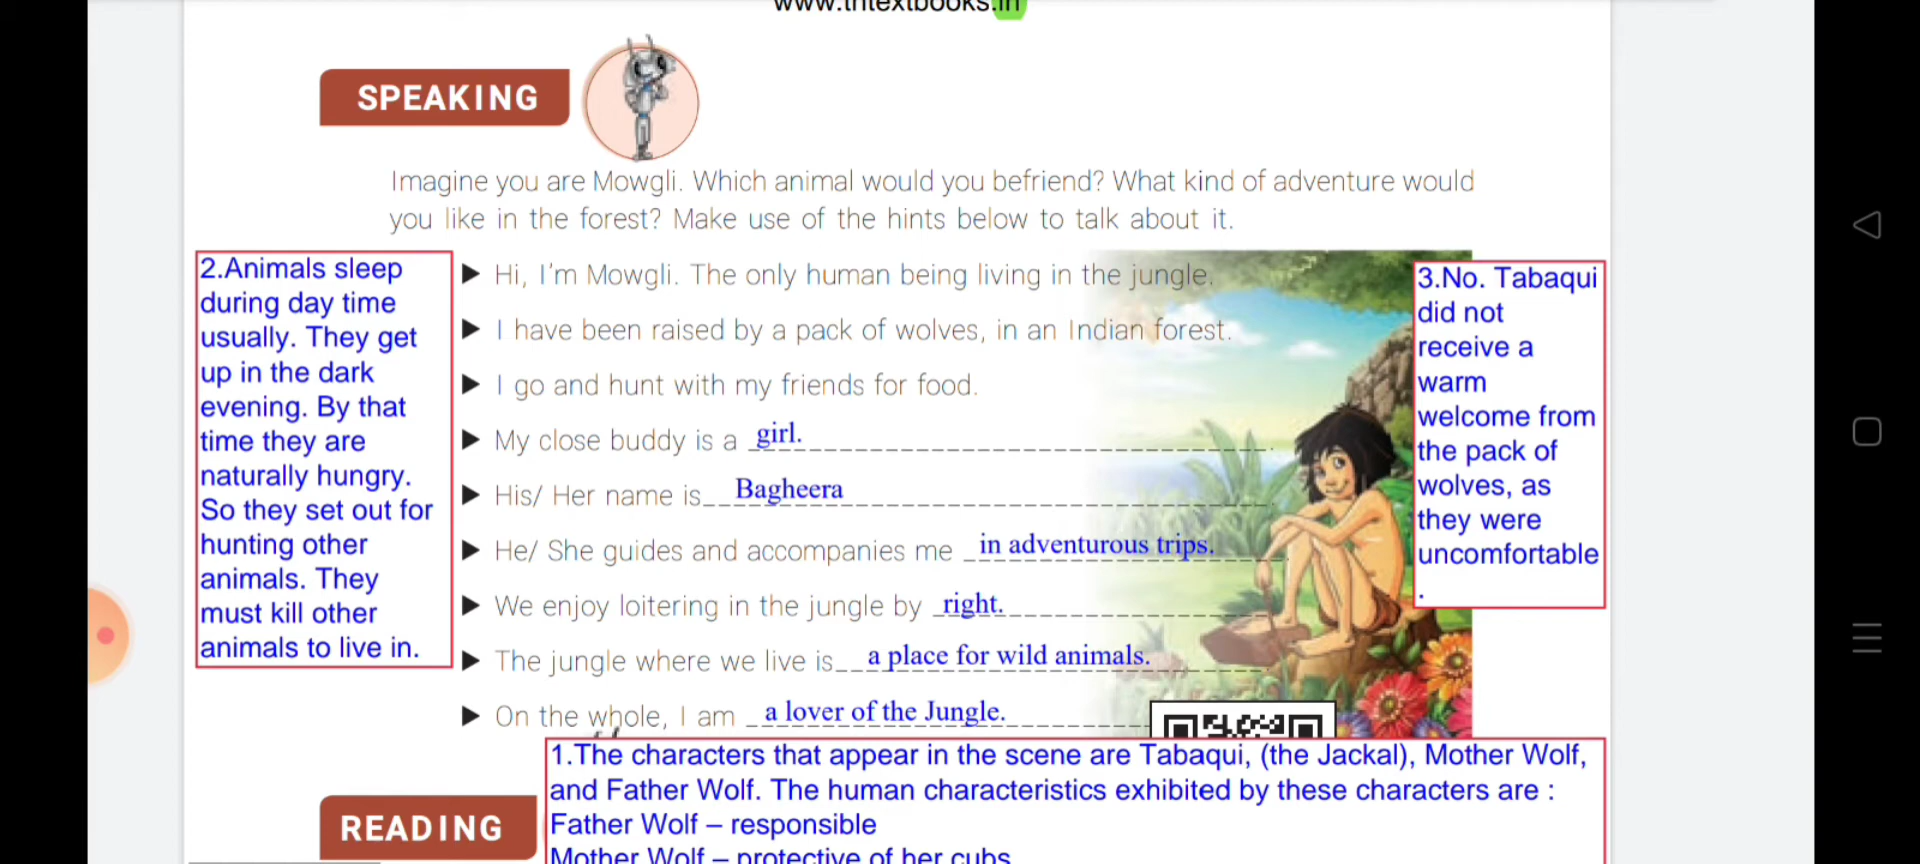 www.tntextbooks.in
SPEAKING
Imagine you are Mowgli. Which animal would you befriend? What kind of adventure would
you like in the forest? Make use of the hints below to talk about it.
2.Animals sleep
during day time
usually. They get
up in the dark
evening. By that
time they are
naturally hungry.
So they set out for
hunting other
animals. They
must kill other
animals to live in.
► Hi, I'm Mowgli. The only human being living in the jungle.
► I have been raised by a pack of wolves, in an Indian forest.
► I go and hunt with my friends for food.
► My close buddy is a girl.
► His/ Her name is Bagheera
► He/ She guides and accompanies me in adventurous trips.
► We enjoy loitering in the jungle by right.
► The jungle where we live is a place for wild animals.
► On the whole, I am a lover of the Jungle.
3.No. Tabaqui
did not
receive a
warm
welcome from
the pack of
wolves, as
they were
uncomfortable
.
1.The characters that appear in the scene are Tabaqui, (the Jackal), Mother Wolf,
and Father Wolf. The human characteristics exhibited by these characters are :
Father Wolf – responsible
Mother Wolf – protective of her cubs
READING